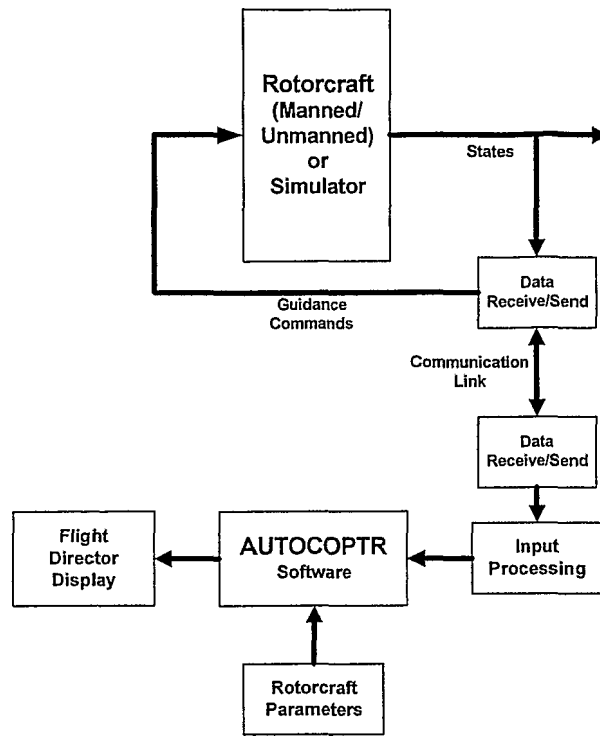 Rotorcraft
(Manned/
Unmanned)
or
Simulator
States
Data
Receive/Send
Guidance
Commands
Communication
Link
Data
Receive/Send
Flight
Director
Display
AUTOCOPTR
Software
Input
Processing
Rotorcraft
Parameters